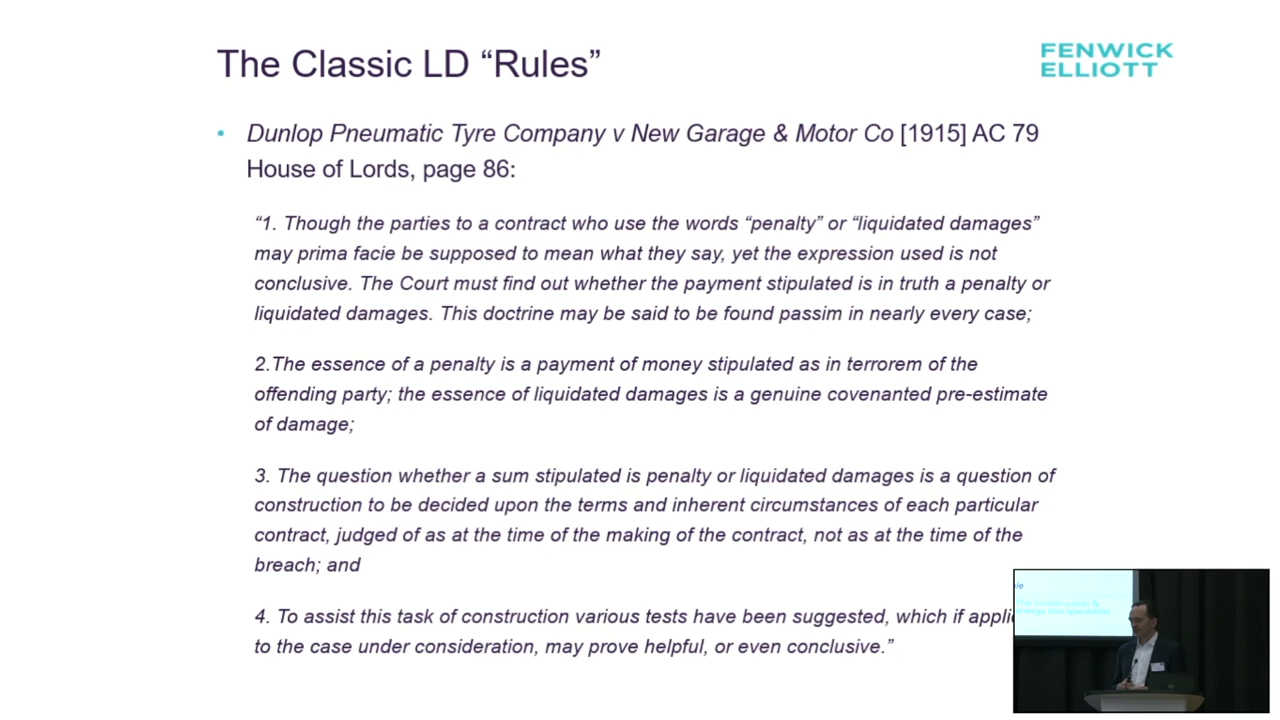 The Classic LD “Rules”
FENWICK
ELLIOTT
• Dunlop Pneumatic Tyre Company v New Garage & Motor Co [1915] AC 79
House of Lords, page 86:
“1. Though the parties to a contract who use the words “penalty” or “liquidated damages”
may prima facie be supposed to mean what they say, yet the expression used is not
conclusive. The Court must find out whether the payment stipulated is in truth a penalty or
liquidated damages. This doctrine may be said to be found passim in nearly every case;
2.The essence of a penalty is a payment of money stipulated as in terrorem of the
offending party; the essence of liquidated damages is a genuine covenanted pre-estimate
of damage;
3. The question whether a sum stipulated is penalty or liquidated damages is a question of
construction to be decided upon the terms and inherent circumstances of each particular
contract, judged of as at the time of the making of the contract, not as at the time of the
breach; and
4. To assist this task of construction various tests have been suggested, which if applie
to the case under consideration, may prove helpful, or even conclusive.”
The construction &
energy law specialists